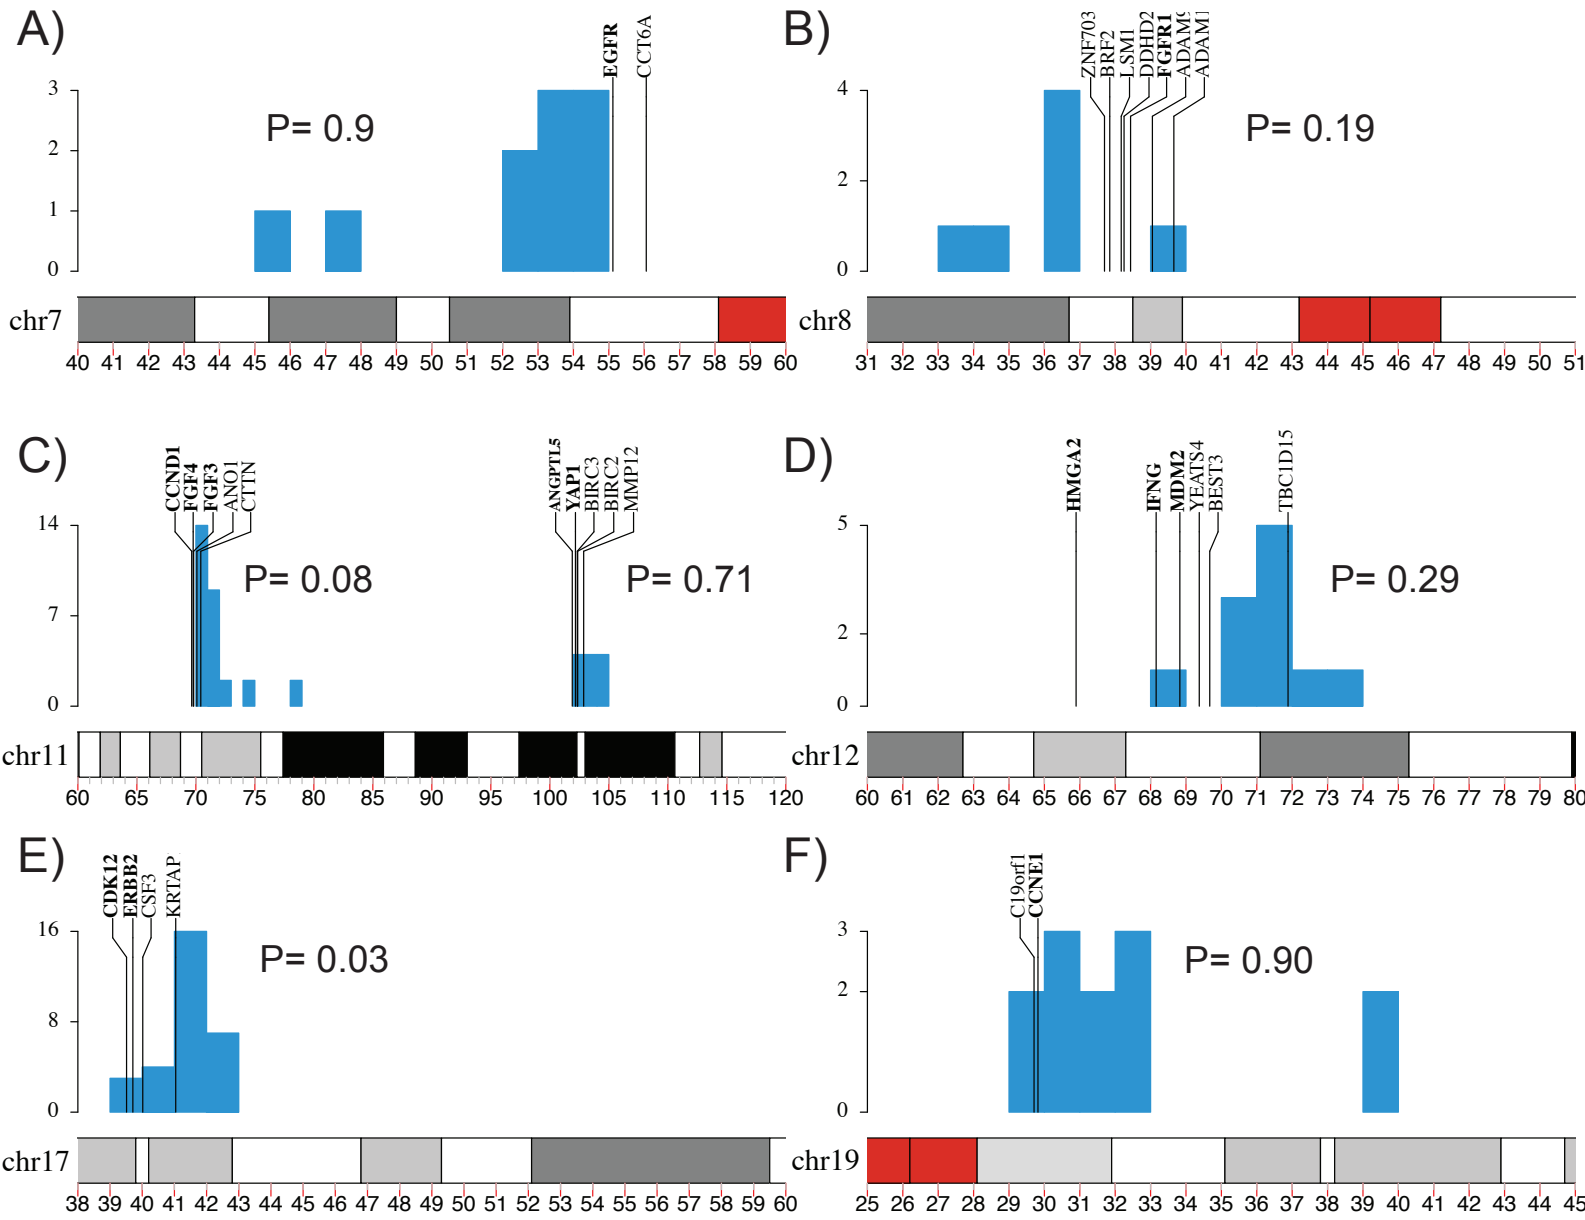 A)
EGFR
CCT6A
3
2
1
0
P= 0.9
chr7
40 41 42 43 44 45 46 47 48 49 50 51 52 53 54 55 56 57 58 59 60
B)
ZNF703
BRF2
LSM1
DDHD2
FGFR1
4
2
0
P= 0.19
chr8
31 32 33 34 35 36 37 38 39 40 41 42 43 44 45 46 47 48 49 50 51
C)
CCND1
FGF4
FGF3
ANO1
CTTN
ANGPTL5
YAP1
BIRC3
BIRC2
MMP12
14
7
0
P= 0.08
P= 0.71
chr11
60 65 70 75 80 85 90 95 100 105 110 115 120
D)
HMGA2
IFNG
MDM2
YEATS4
BEST3
TBC1D15
5
2
0
P= 0.29
chr12
60 61 62 63 64 65 66 67 68 69 70 71 72 73 74 75 76 77 78 79 80
E)
CDK12
ERBB2
CSF3
KRTAP
16
8
0
P= 0.03
chr17
38 39 40 41 42 43 44 45 46 47 48 49 50 51 52 53 54 55 56 57 58 59 60
F)
C19orf1
CCNE1
3
2
0
P= 0.90
chr19
25 26 27 28 29 30 31 32 33 34 35 36 37 38 39 40 41 42 43 44 45